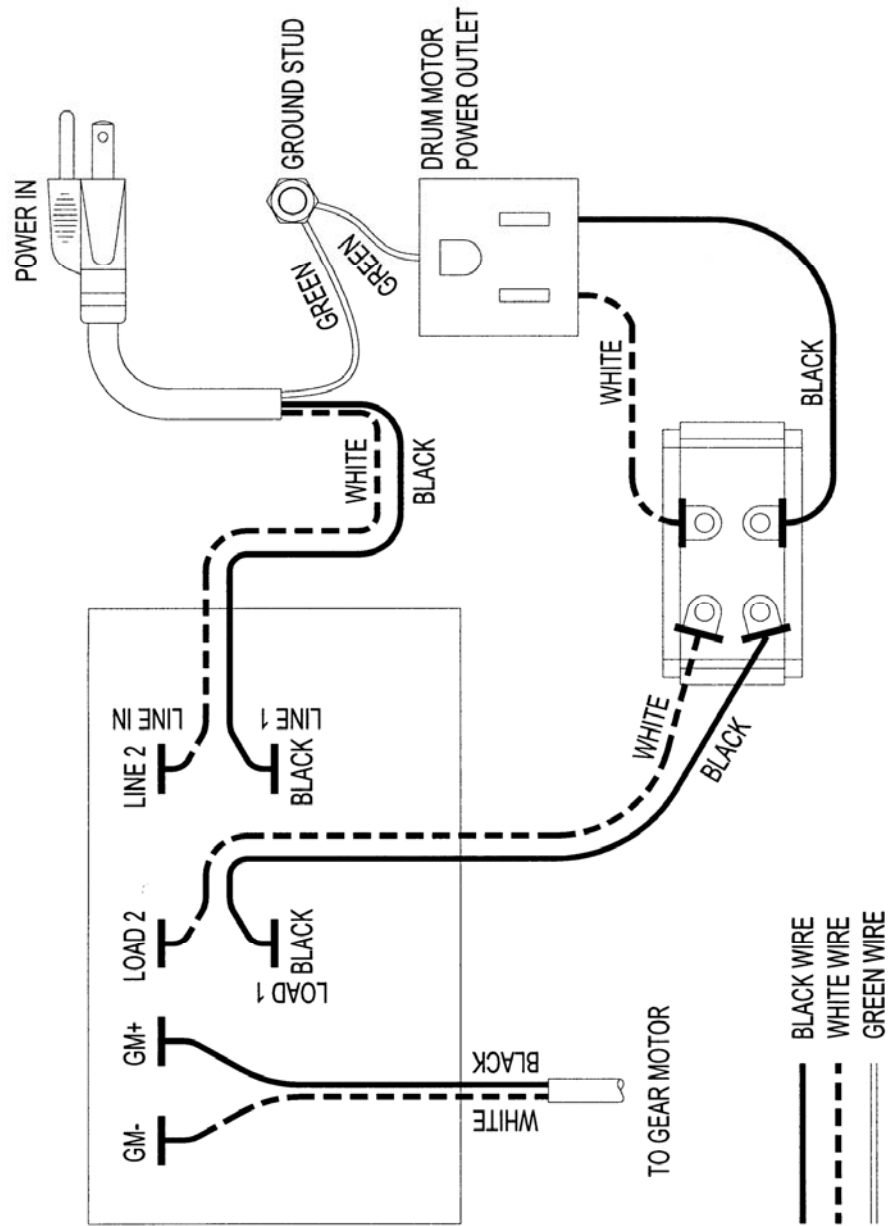 POWER IN
GROUND STUD
GREEN
GREEN
DRUM MOTOR
POWER OUTLET
WHITE
BLACK
WHITE
BLACK
LINE IN
LINE 2
LINE 1
BLACK
WHITE
BLACK
LOAD 2
BLACK
LOAD 1
GM+
GM-
BLACK
WHITE
TO GEAR MOTOR
BLACK WIRE
WHITE WIRE
GREEN WIRE